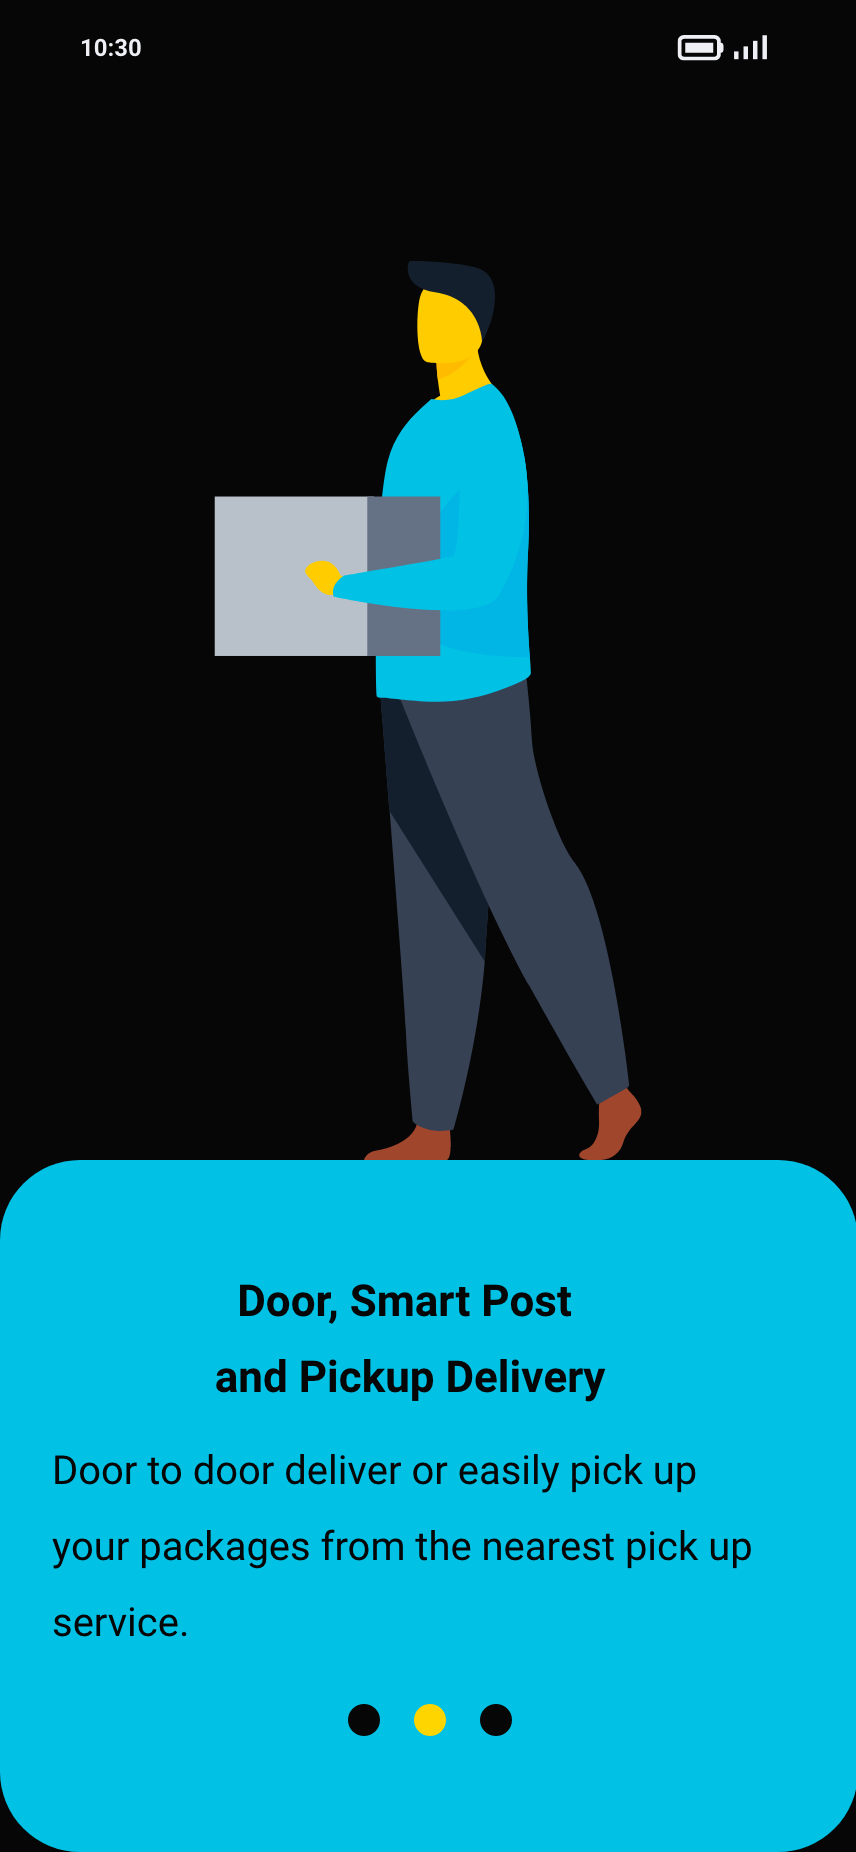 10:30
Door, Smart Post
and Pickup Delivery
Door to door deliver or easily pick up
your packages from the nearest pick up
service.